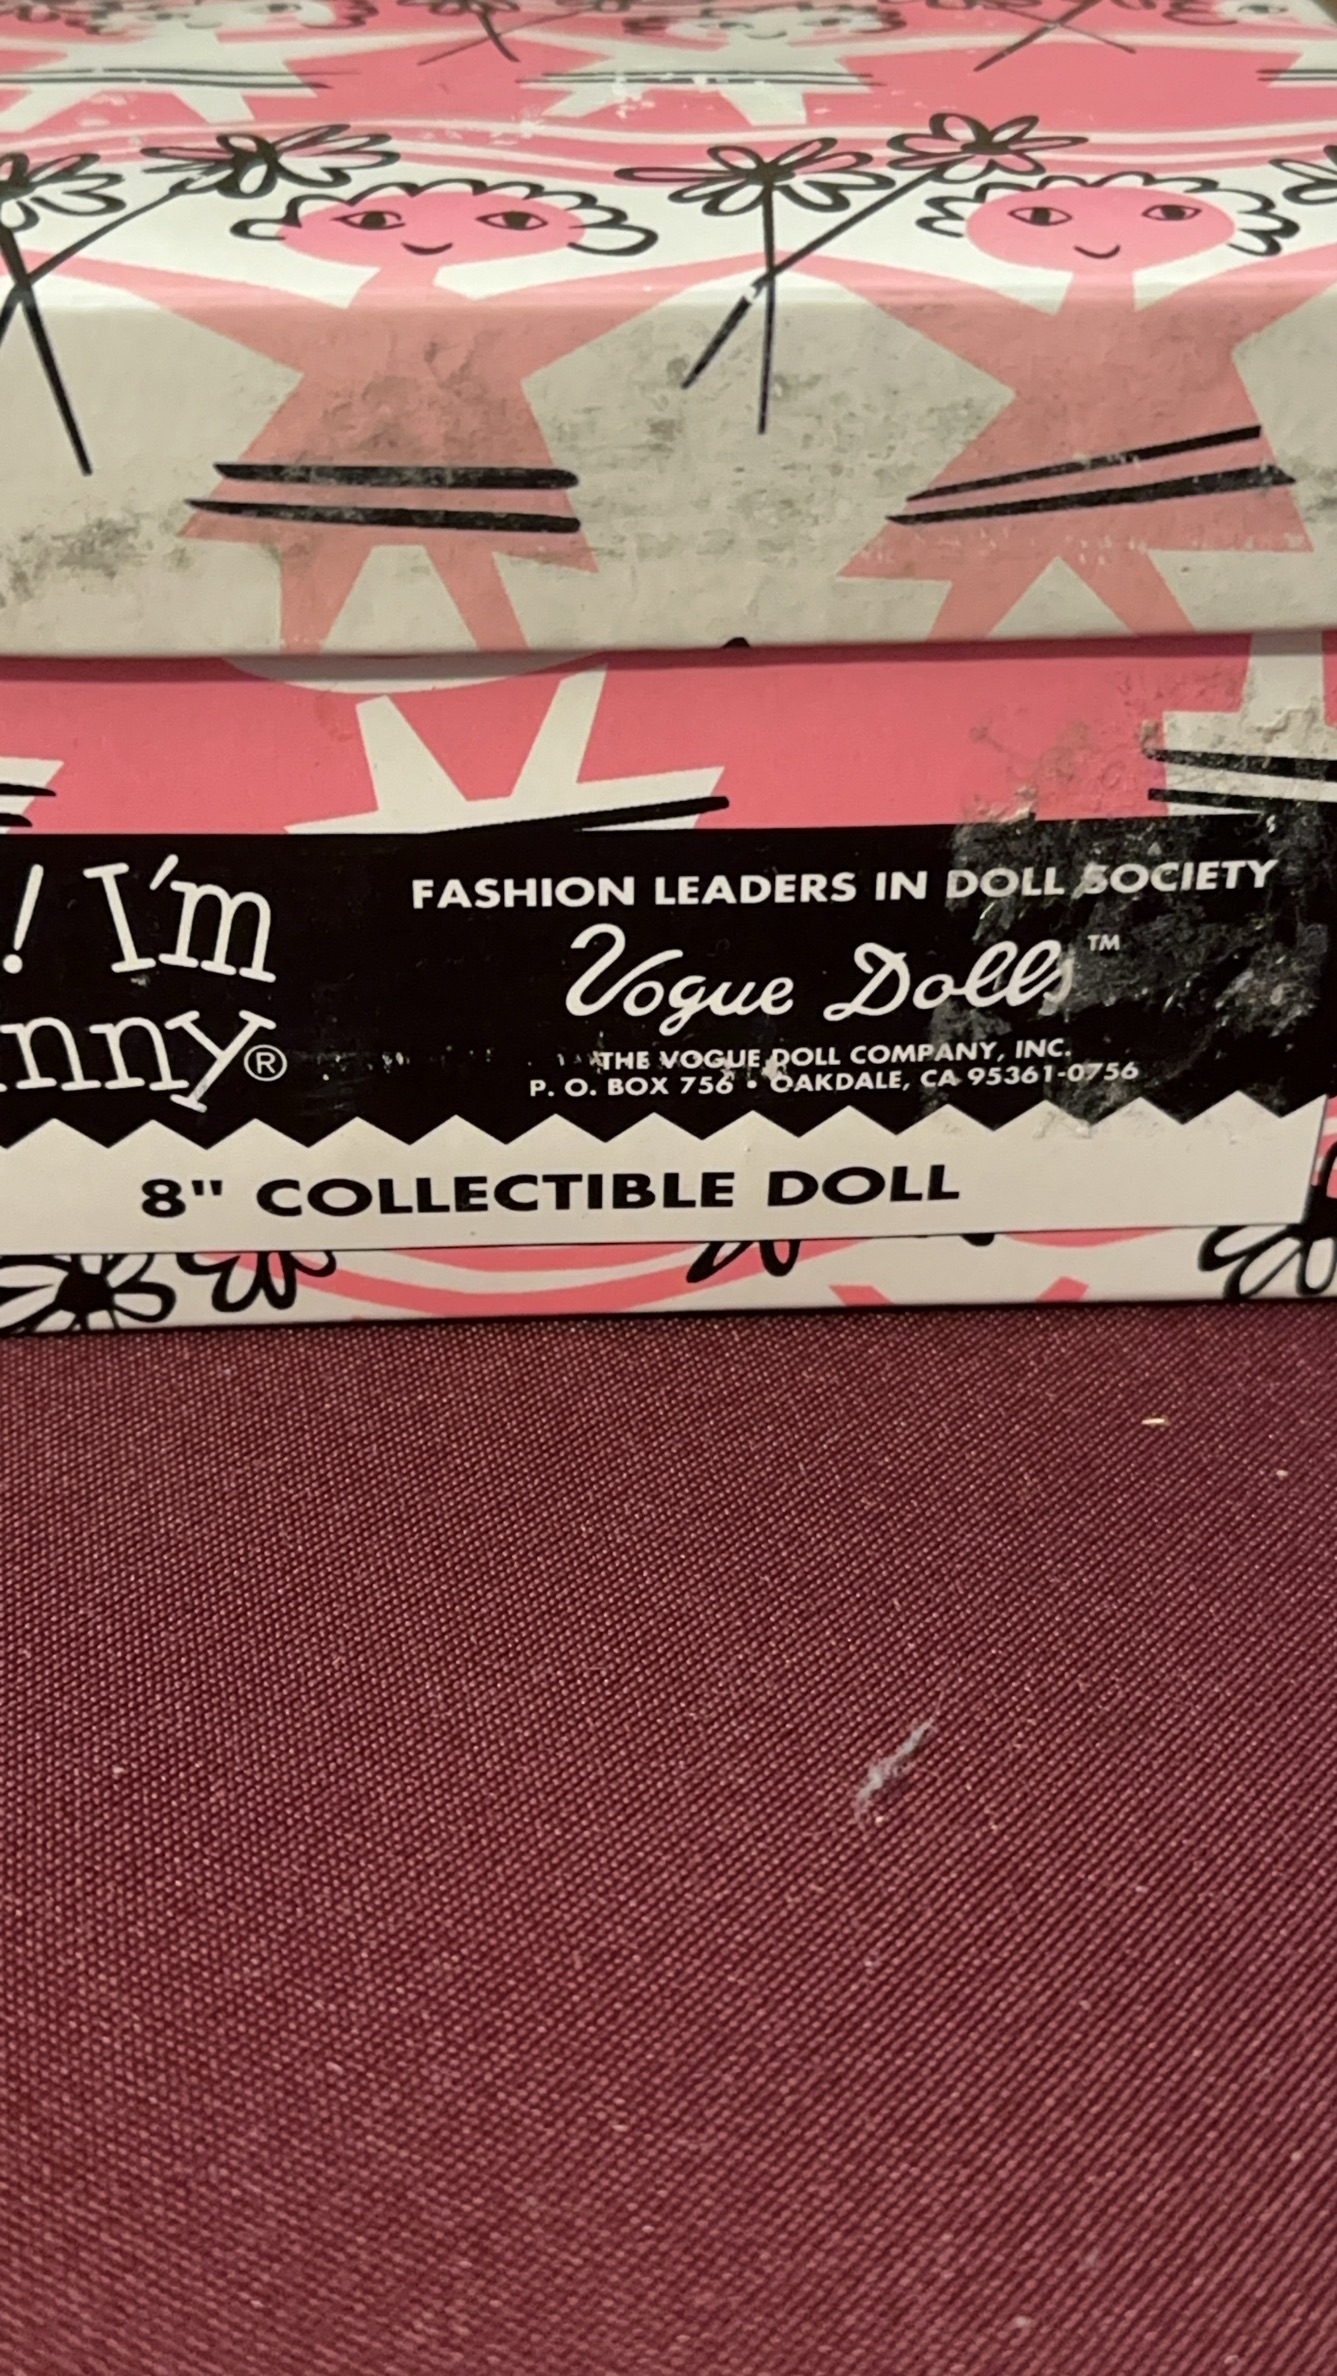 ! I'm
nny®
FASHION LEADERS IN DOLL SOCIETY
Vogue Dolls™
THE VOGUE DOLL COMPANY, INC.
P. O. BOX 756 • OAKDALE, CA 95361-0756
8" COLLECTIBLE DOLL